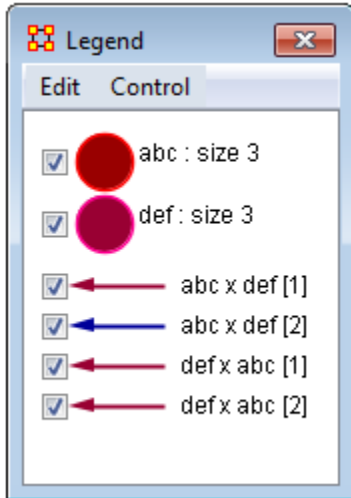 Legend
Edit Control
abc : size 3
def : size 3
abc x def [1]
abc x def [2]
def x abc [1]
def x abc [2]